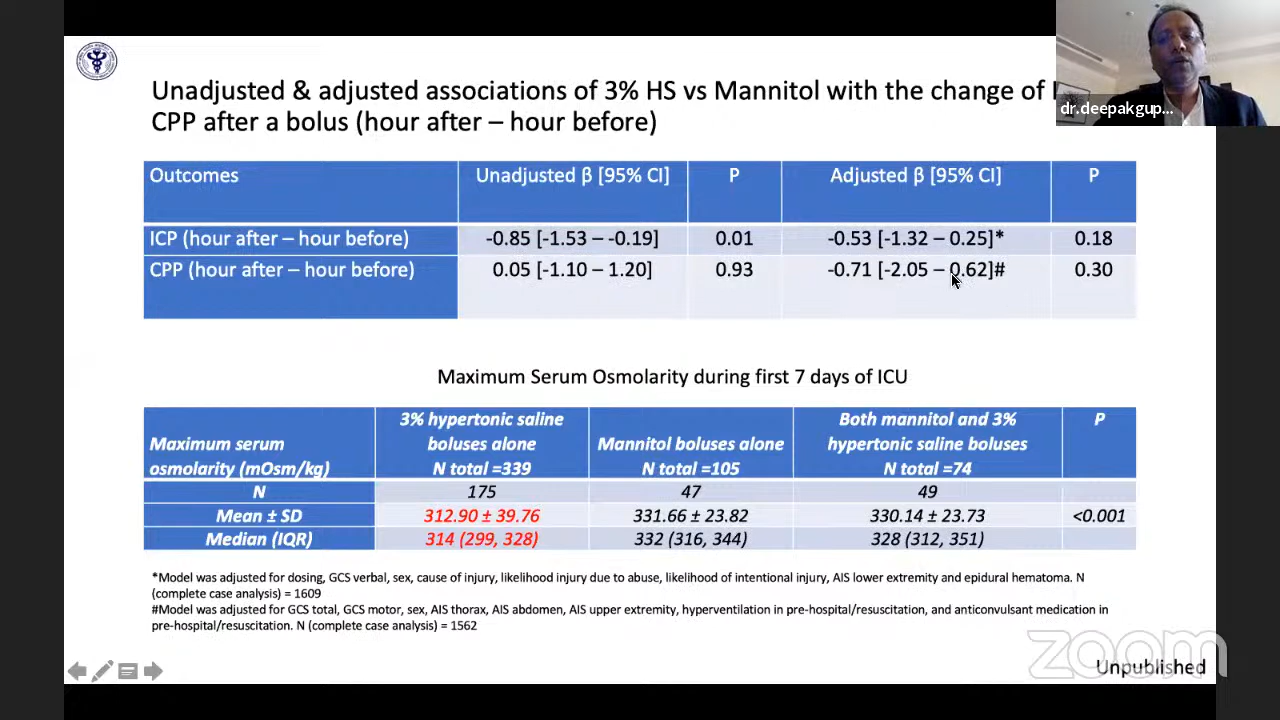 Unadjusted & adjusted associations of 3% HS vs Mannitol with the change of
CPP after a bolus (hour after – hour before)
dr.deepakgup...
Outcomes Unadjusted β [95% CI] P Adjusted β [95% CI] P
ICP (hour after – hour before) -0.85 [-1.53 – -0.19] 0.01 -0.53 [-1.32 – 0.25]* 0.18
CPP (hour after – hour before) 0.05 [-1.10 – 1.20] 0.93 -0.71 [-2.05 – 0.62]# 0.30
Maximum Serum Osmolarity during first 7 days of ICU
Maximum serum
osmolarity (mOsm/kg)
3% hypertonic saline
boluses alone
N total =339
Mannitol boluses alone
N total =105
Both mannitol and 3%
hypertonic saline boluses
N total =74
P
N 175 47 49
Mean ± SD 312.90 ± 39.76 331.66 ± 23.82 330.14 ± 23.73 <0.001
Median (IQR) 314 (299, 328) 332 (316, 344) 328 (312, 351)
*Model was adjusted for dosing, GCS verbal, sex, cause of injury, likelihood injury due to abuse, likelihood of intentional injury, AIS lower extremity and epidural hematoma. N
(complete case analysis) = 1609
#Model was adjusted for GCS total, GCS motor, sex, AIS thorax, AIS abdomen, AIS upper extremity, hyperventilation in pre-hospital/resuscitation, and anticonvulsant medication in
pre-hospital/resuscitation. N (complete case analysis) = 1562
zoom
Unpublished